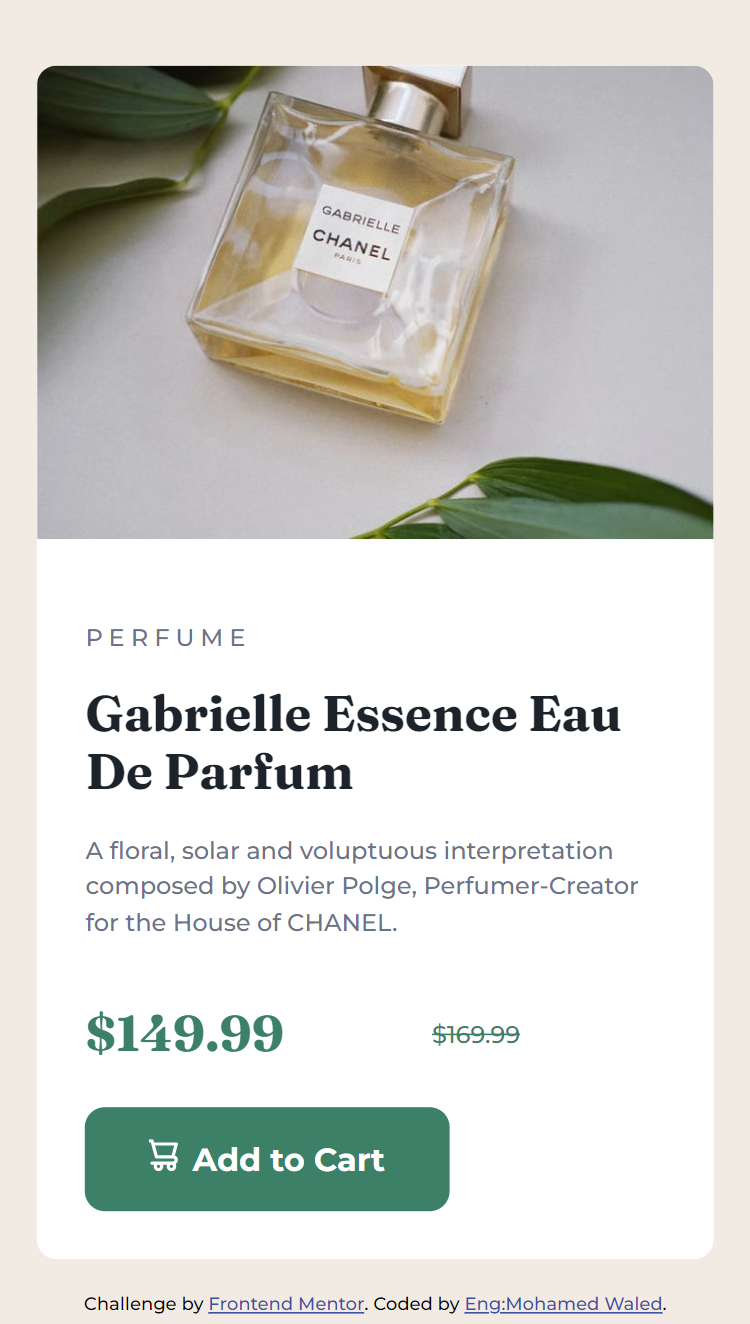 GABRIELLE
CHANEL
PARIS
PERFUME
Gabrielle Essence Eau
De Parfum
A floral, solar and voluptuous interpretation
composed by Olivier Polge, Perfumer-Creator
for the House of CHANEL.
$149.99 $169.99
Add to Cart
Challenge by Frontend Mentor. Coded by Eng:Mohamed Waled.